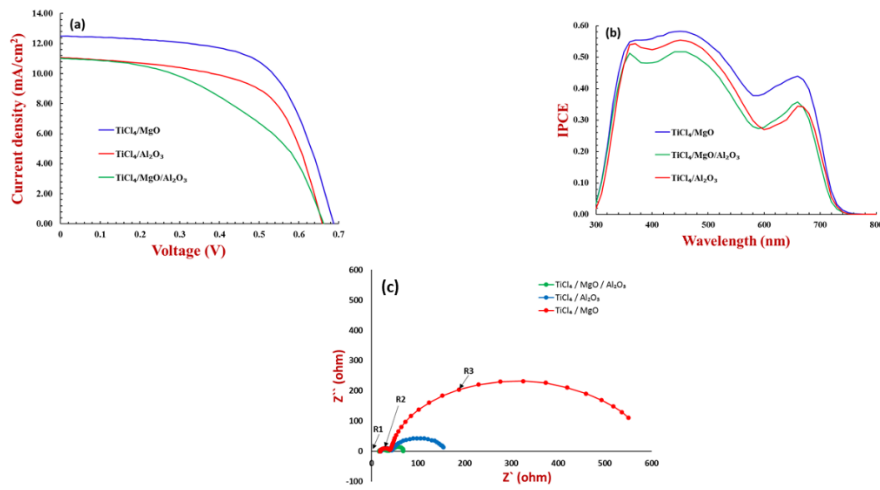 (a)
Current density (mA/cm²)
14.00
12.00
10.00
8.00
6.00
4.00
2.00
0.00
TiCl₄/MgO
TiCl₄/Al₂O₃
TiCl₄/MgO/Al₂O₃
0 0.1 0.2 0.3 0.4 0.5 0.6 0.7
Voltage (V)
(b)
IPCE
0.60
0.50
0.40
0.30
0.20
0.10
0.00
TiCl₄/MgO
TiCl₄/MgO/Al₂O₃
TiCl₄/Al₂O₃
300 400 500 600 700 800
Wavelength (nm)
(c)
Z`` (ohm)
600
500
400
300
200
100
0
-100
TiCL₄ / MgO / Al₂O₃
TiCL₄ / Al₂O₃
TiCL₄ / MgO
R1
R2
R3
0 100 200 300 400 500 600
Z` (ohm)